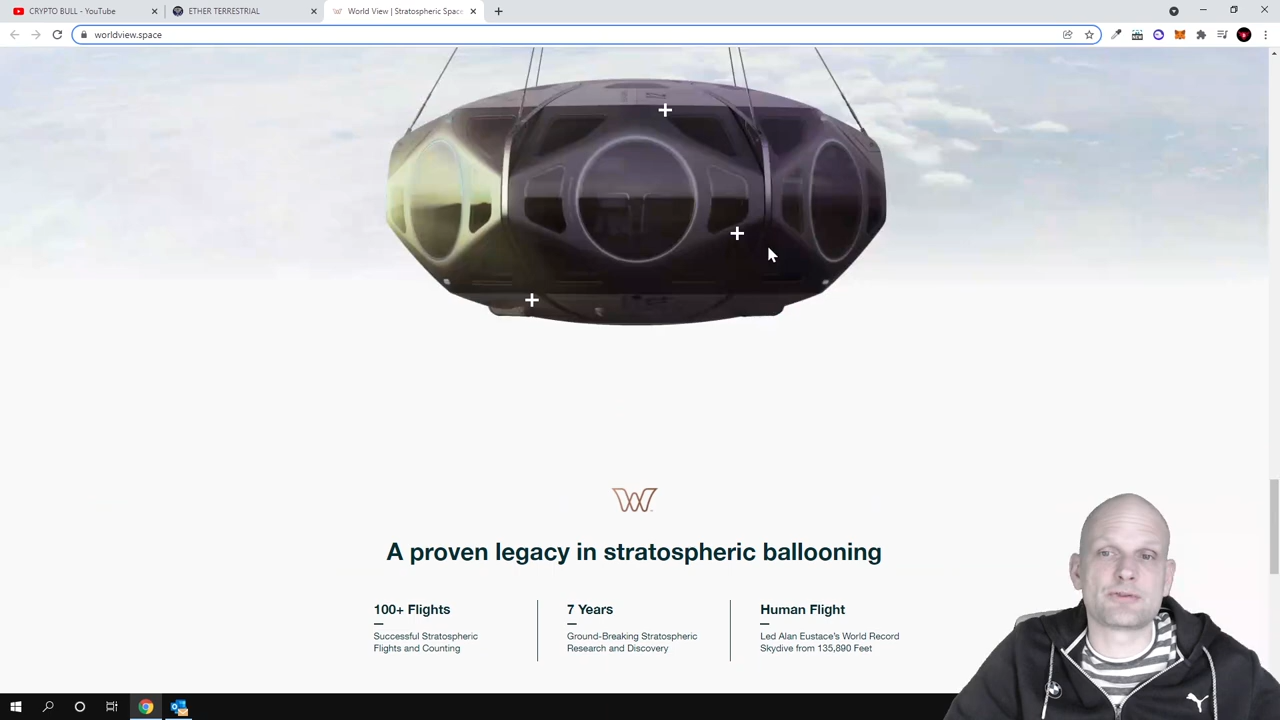 CRYPTO BULL - YouTube
ETHER TERRESTRIAL
World View | Stratospheric Space
worldview.space
A proven legacy in stratospheric ballooning
100+ Flights
Successful Stratospheric
Flights and Counting
7 Years
Ground-Breaking Stratospheric
Research and Discovery
Human Flight
Led Alan Eustace's World Record
Skydive from 135,890 Feet